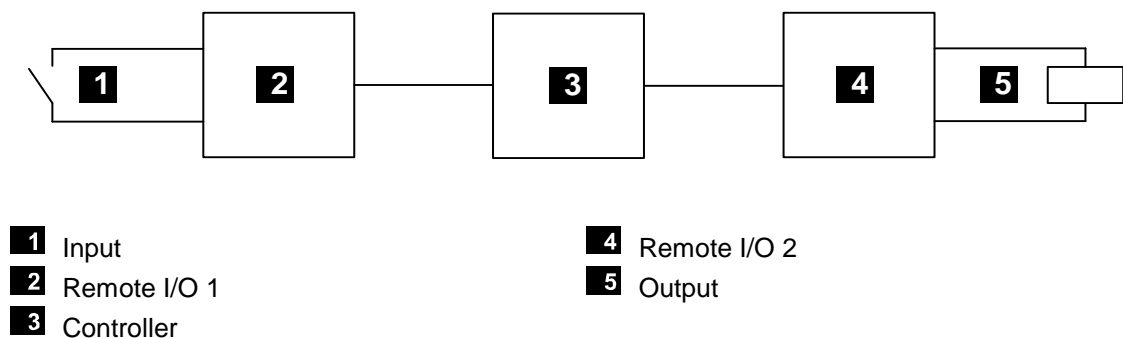 1 2 3 4 5
1 Input
2 Remote I/O 1
3 Controller
4 Remote I/O 2
5 Output